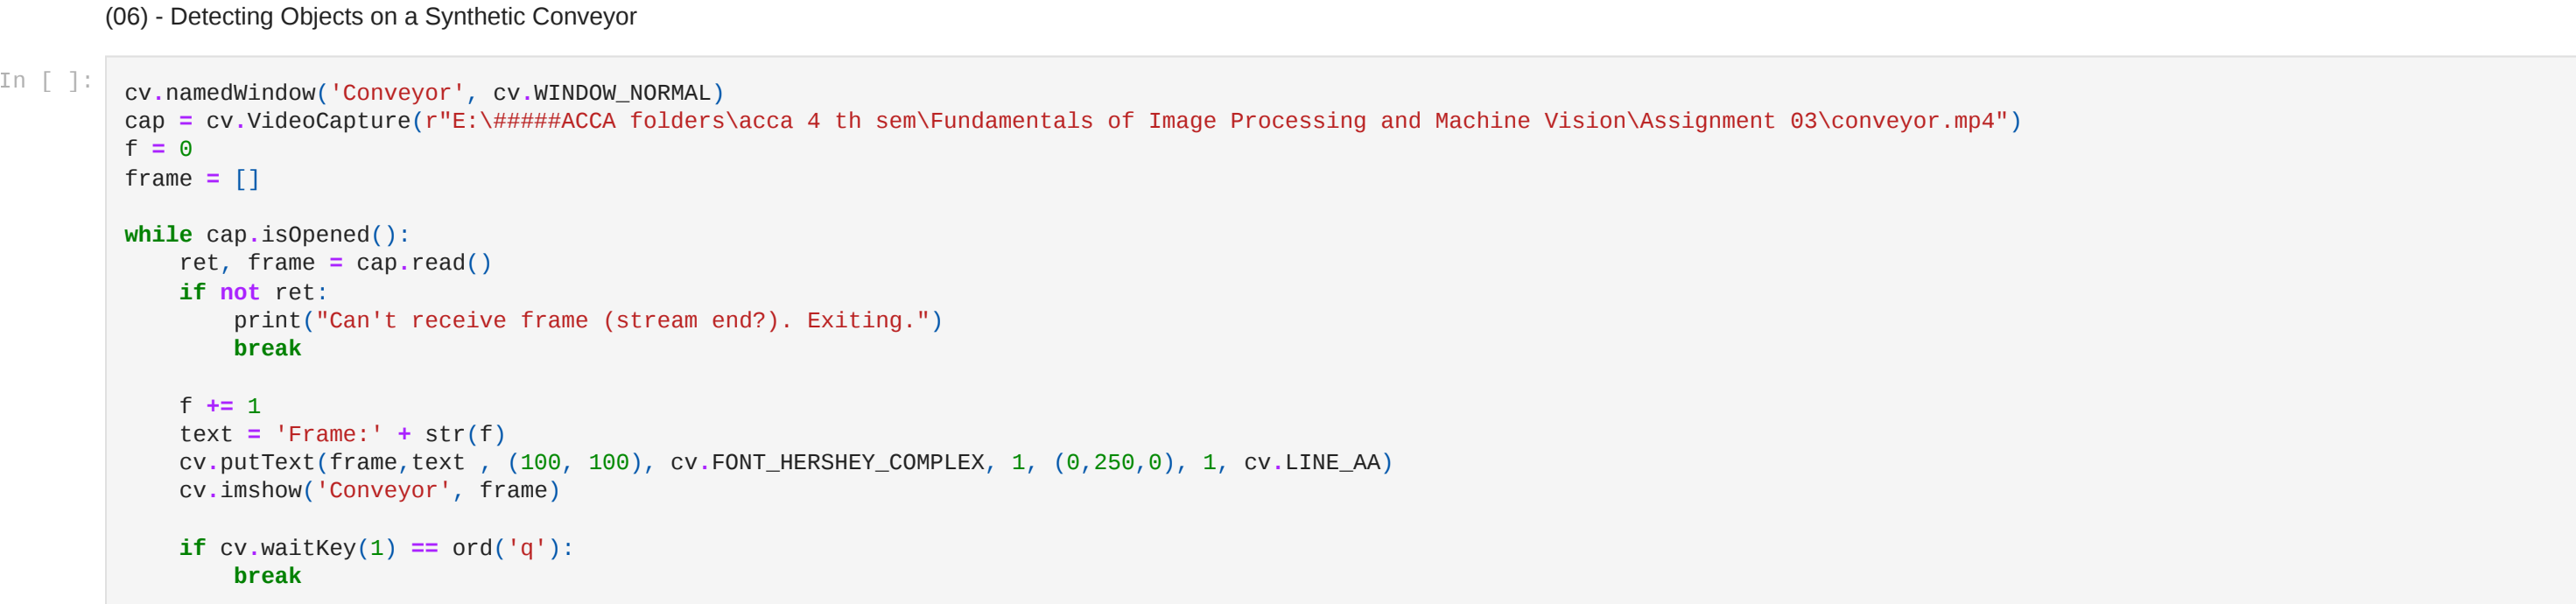 (06) - Detecting Objects on a Synthetic Conveyor
In [ ]:
cv.namedWindow('Conveyor', cv.WINDOW_NORMAL)
cap = cv.VideoCapture(r"E:\#####ACCA folders\acca 4 th sem\Fundamentals of Image Processing and Machine Vision\Assignment 03\conveyor.mp4")
f = 0
frame = []
while cap.isOpened():
    ret, frame = cap.read()
    if not ret:
        print("Can't receive frame (stream end?). Exiting.")
        break
    f += 1
    text = 'Frame:' + str(f)
    cv.putText(frame,text , (100, 100), cv.FONT_HERSHEY_COMPLEX, 1, (0,250,0), 1, cv.LINE_AA)
    cv.imshow('Conveyor', frame)
    if cv.waitKey(1) == ord('q'):
        break